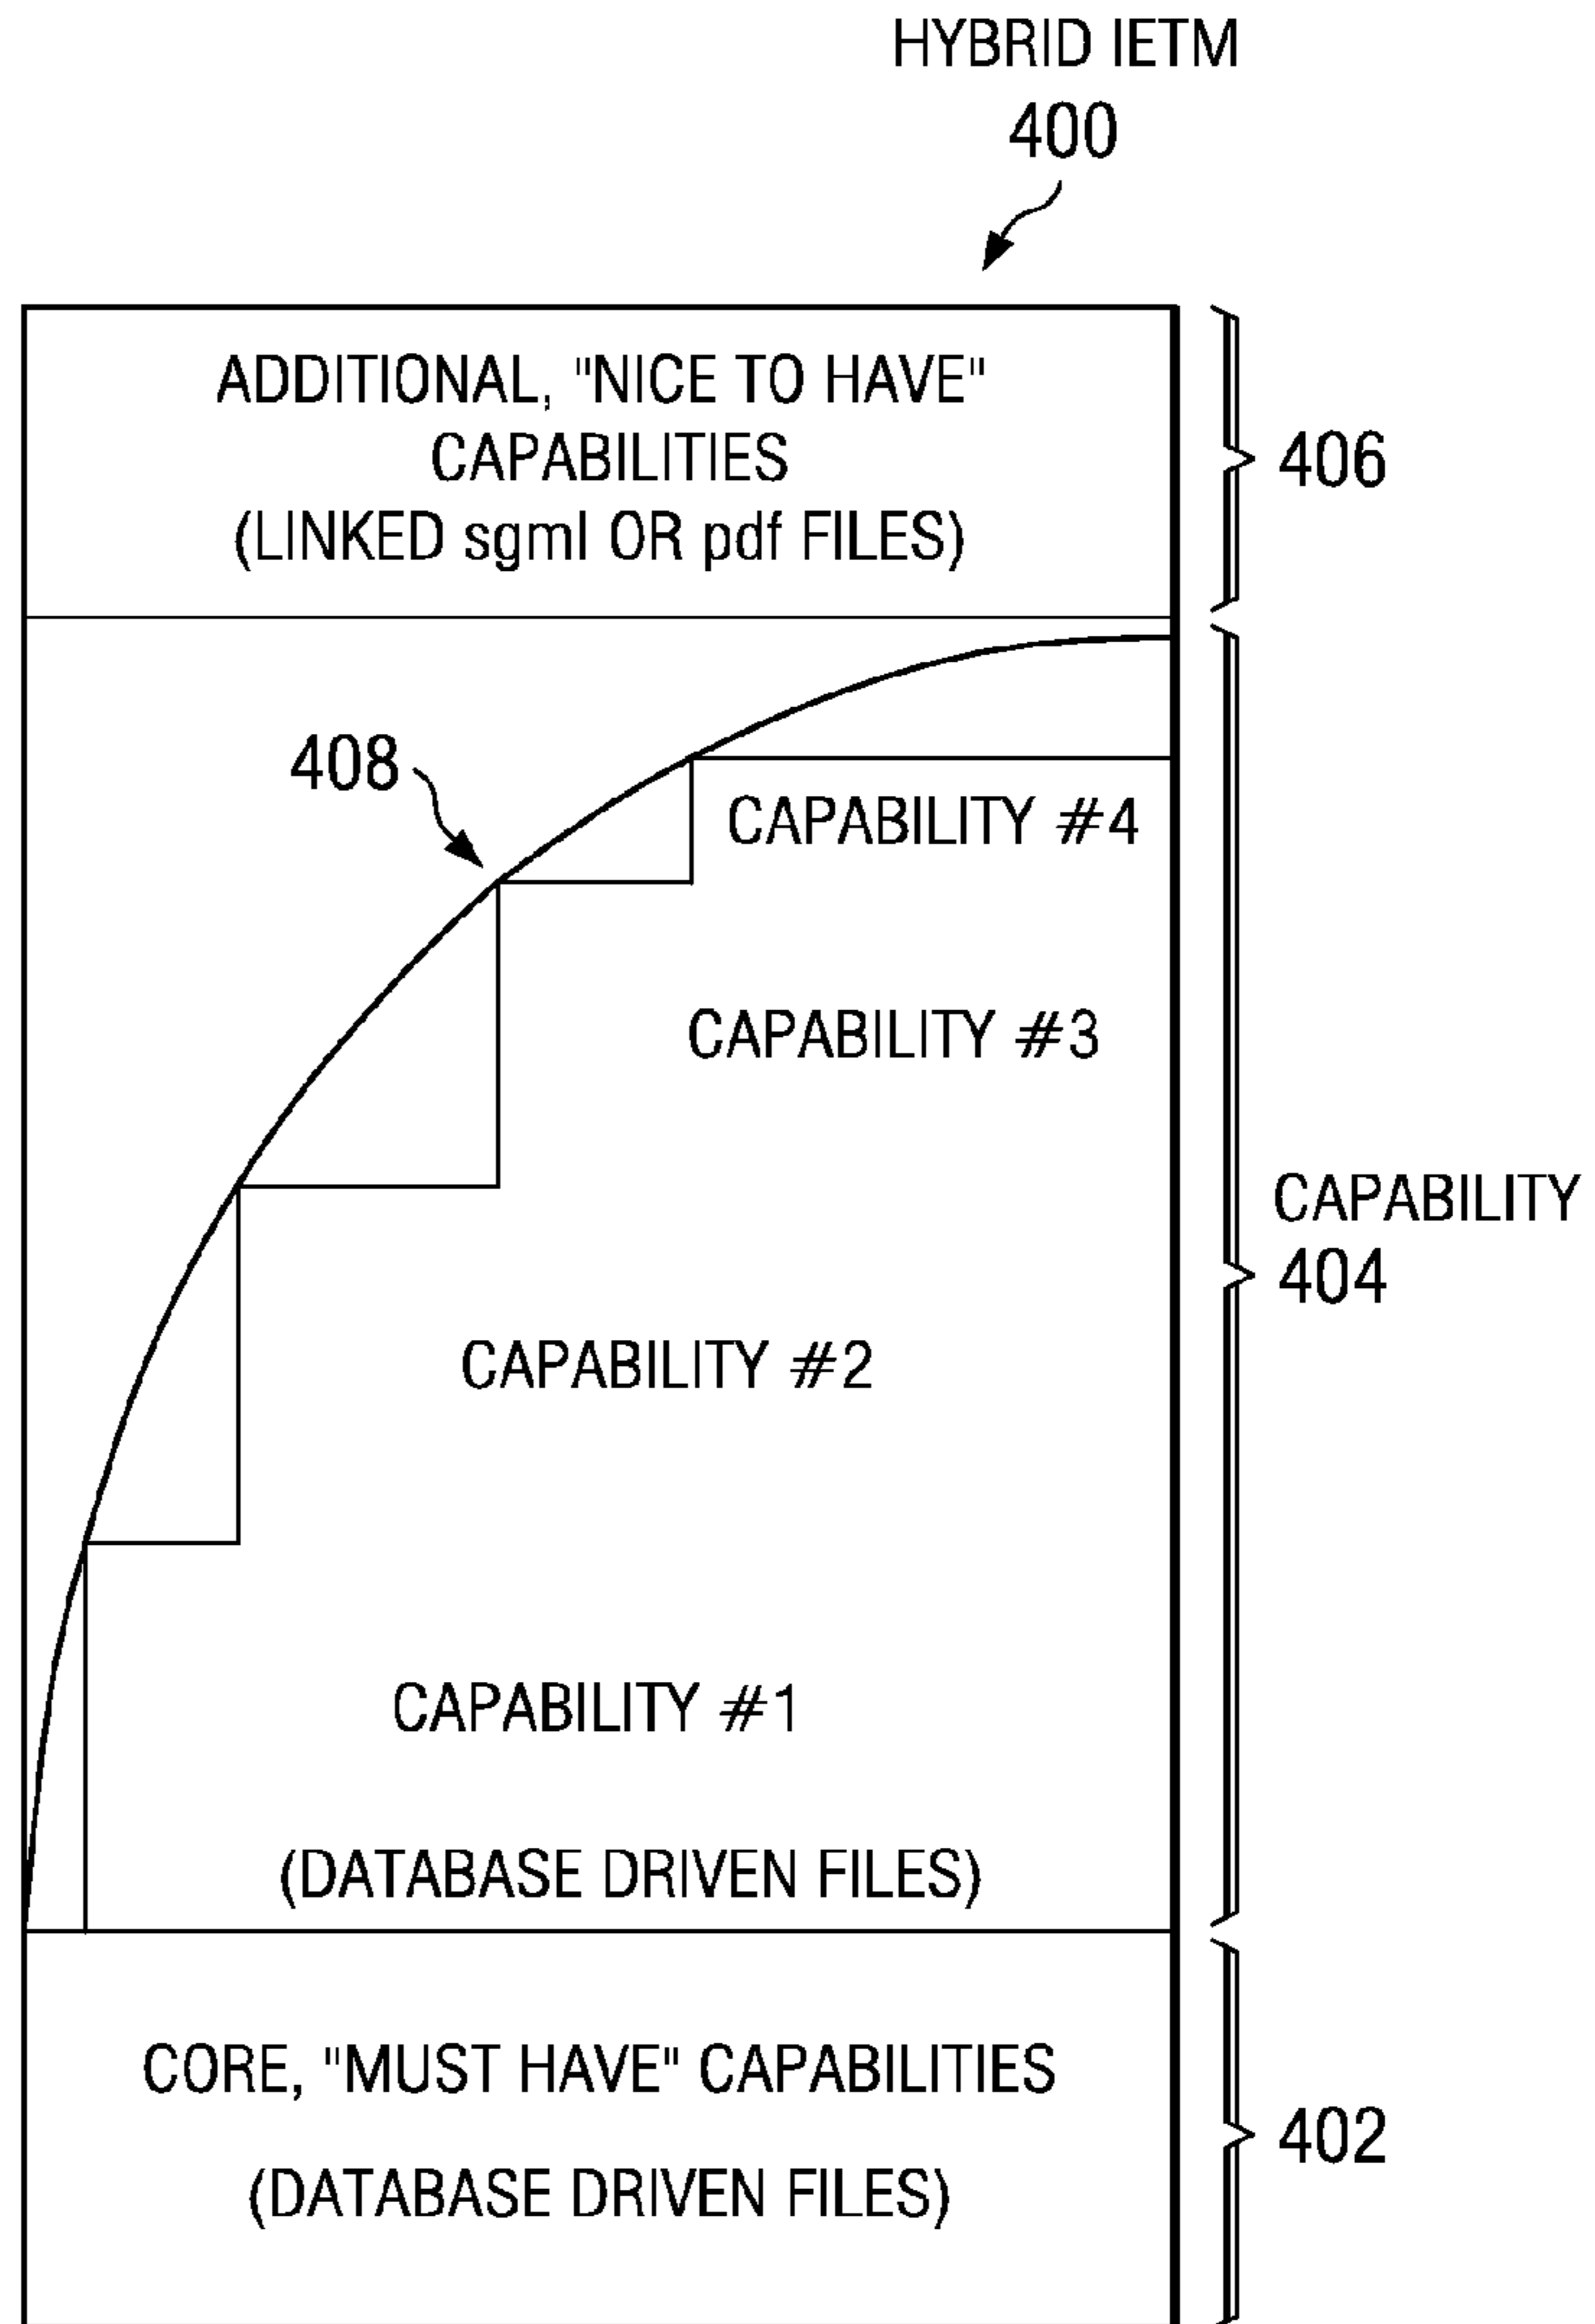 HYBRID IETM
400
ADDITIONAL, "NICE TO HAVE"
CAPABILITIES
(LINKED sgml OR pdf FILES)
406
408
CAPABILITY #4
CAPABILITY #3
CAPABILITY
404
CAPABILITY #2
CAPABILITY #1
(DATABASE DRIVEN FILES)
CORE, "MUST HAVE" CAPABILITIES
402
(DATABASE DRIVEN FILES)